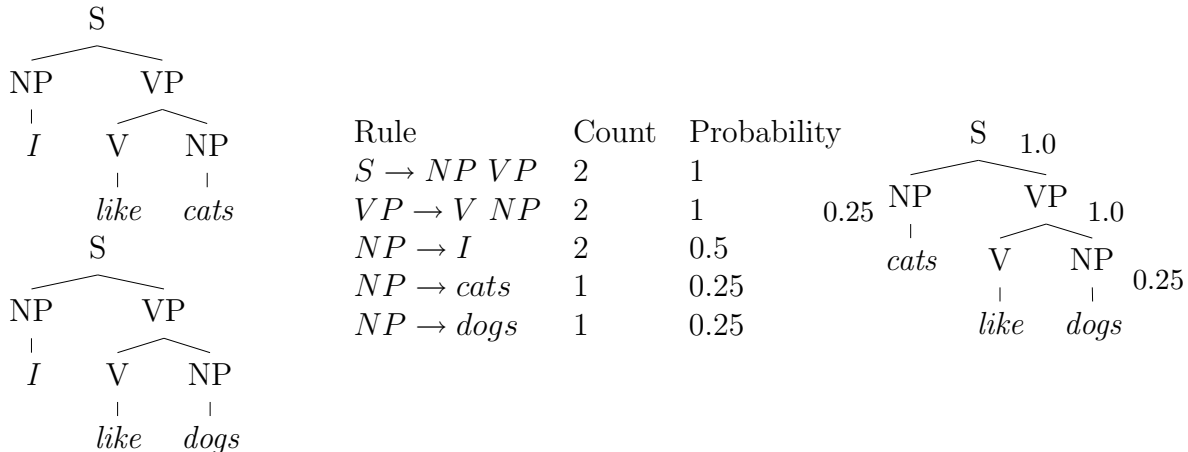 S
NP VP
I V NP
like cats
S
NP VP
I V NP
like dogs
Rule Count Probability
S → NP VP 2 1
VP → V NP 2 1
NP → I 2 0.5
NP → cats 1 0.25
NP → dogs 1 0.25
S 1.0
0.25 NP VP 1.0
cats V NP 0.25
like dogs